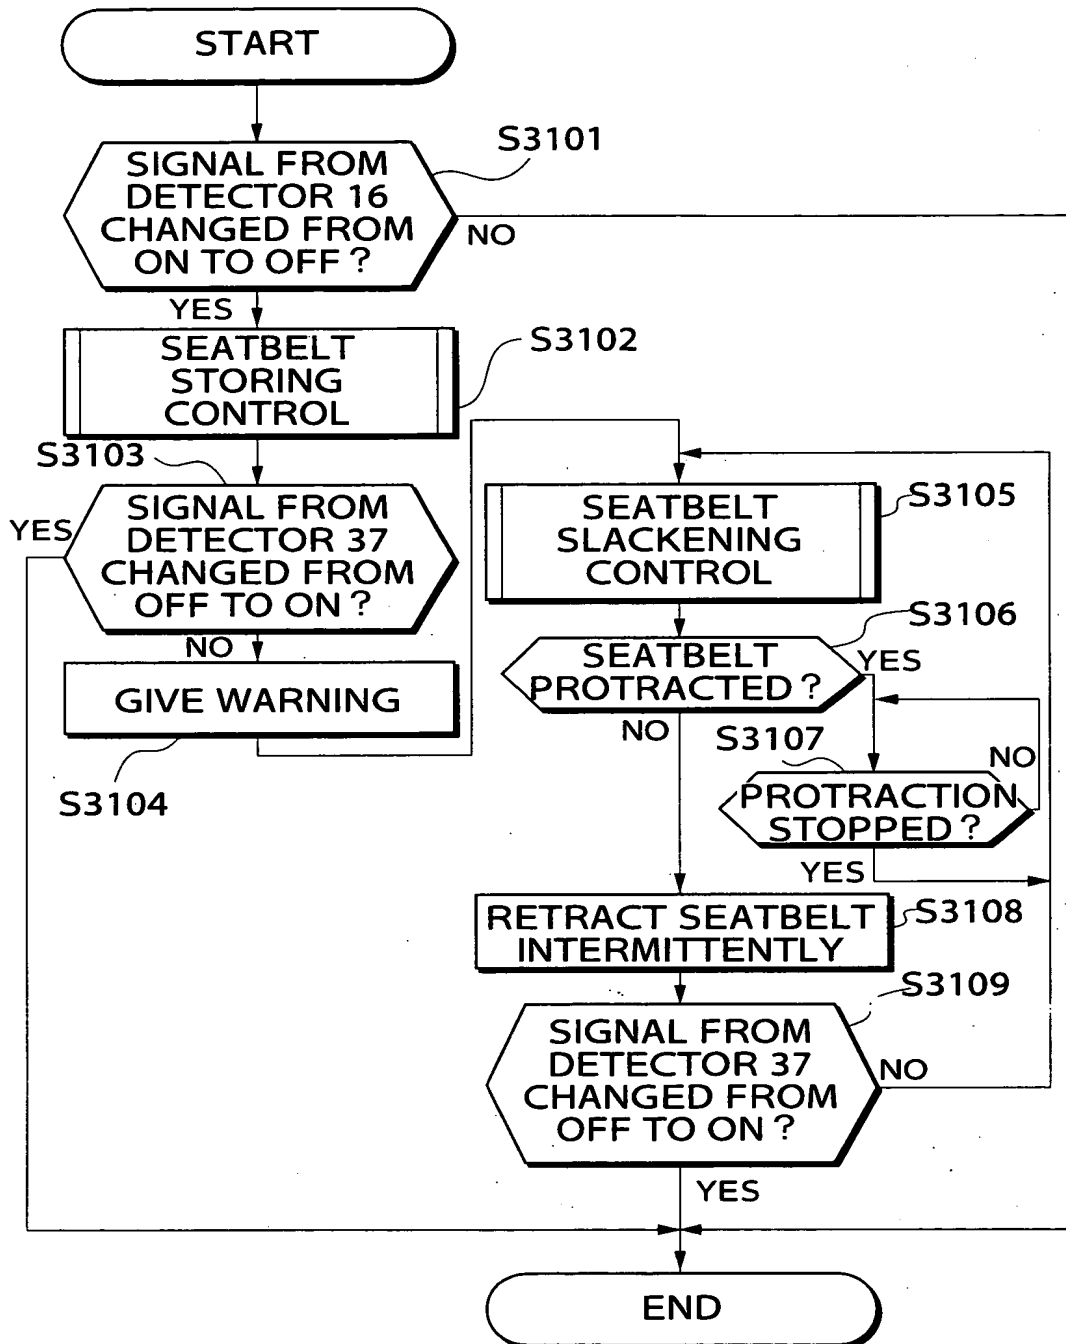 START
S3101
SIGNAL FROM
DETECTOR 16
CHANGED FROM
ON TO OFF?
NO
YES
S3102
SEATBELT
STORING
CONTROL
S3103
YES
SIGNAL FROM
DETECTOR 37
CHANGED FROM
OFF TO ON?
NO
GIVE WARNING
S3104
S3105
SEATBELT
SLACKENING
CONTROL
S3106
SEATBELT
PROTRACTED?
YES
NO
S3107
NO
PROTRACTION
STOPPED?
YES
RETRACT SEATBELT
INTERMITTENTLY
S3108
S3109
SIGNAL FROM
DETECTOR 37
CHANGED FROM
OFF TO ON?
NO
YES
END